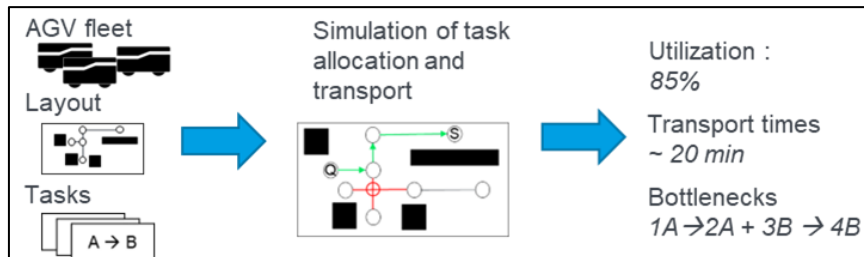 AGV fleet
Layout
Tasks
A → B
Simulation of task
allocation and
transport
Q
S
Utilization :
85%
Transport times
~ 20 min
Bottlenecks
1A→2A + 3B → 4B